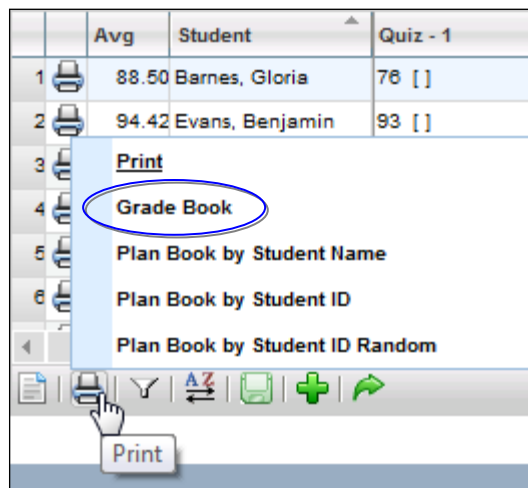 Avg Student Quiz - 1
1 88.50 Barnes, Gloria 76 [ ]
2 94.42 Evans, Benjamin 93 [ ]
3 Print
4 Grade Book
5 Plan Book by Student Name
6 Plan Book by Student ID
Plan Book by Student ID Random
A Z
Print